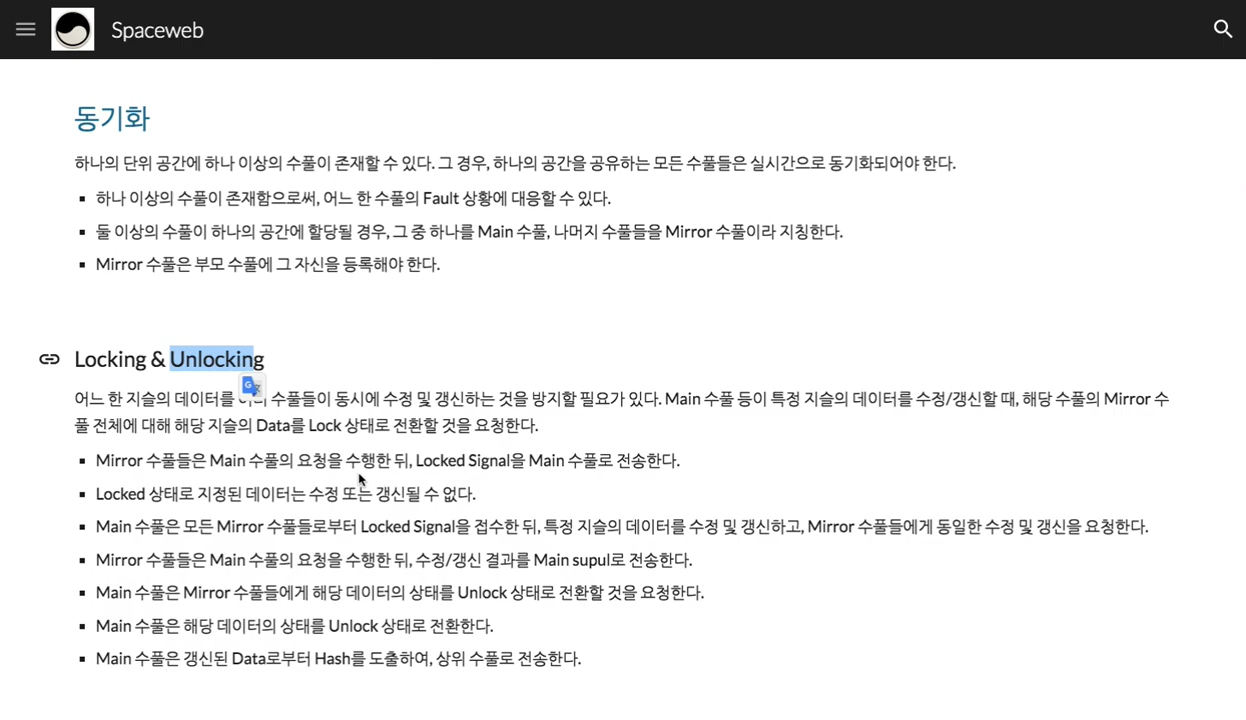 Spaceweb
동기화
하나의 단위 공간에 하나 이상의 수풀이 존재할 수 있다. 그 경우, 하나의 공간을 공유하는 모든 수풀들은 실시간으로 동기화되어야 한다.
하나 이상의 수풀이 존재함으로써, 어느 한 수풀의 Fault 상황에 대응할 수 있다.
둘 이상의 수풀이 하나의 공간에 할당될 경우, 그 중 하나를 Main 수풀, 나머지 수풀들을 Mirror 수풀이라 지칭한다.
Mirror 수풀은 부모 수풀에 그 자신을 등록해야 한다.
Locking & Unlocking
어느 한 지슬의 데이터를 수풀들이 동시에 수정 및 갱신하는 것을 방지할 필요가 있다. Main 수풀 등이 특정 지슬의 데이터를 수정/갱신할 때, 해당 수풀의 Mirror 수
풀 전체에 대해 해당 지슬의 Data를 Lock 상태로 전환할 것을 요청한다.
Mirror 수풀들은 Main 수풀의 요청을 수행한 뒤, Locked Signal을 Main 수풀로 전송한다.
Locked 상태로 지정된 데이터는 수정 또는 갱신될 수 없다.
Main 수풀은 모든 Mirror 수풀들로부터 Locked Signal을 접수한 뒤, 특정 지슬의 데이터를 수정 및 갱신하고, Mirror 수풀들에게 동일한 수정 및 갱신을 요청한다.
Mirror 수풀들은 Main 수풀의 요청을 수행한 뒤, 수정/갱신 결과를 Main supul로 전송한다.
Main 수풀은 Mirror 수풀들에게 해당 데이터의 상태를 Unlock 상태로 전환할 것을 요청한다.
Main 수풀은 해당 데이터의 상태를 Unlock 상태로 전환한다.
Main 수풀은 갱신된 Data로부터 Hash를 도출하여, 상위 수풀로 전송한다.